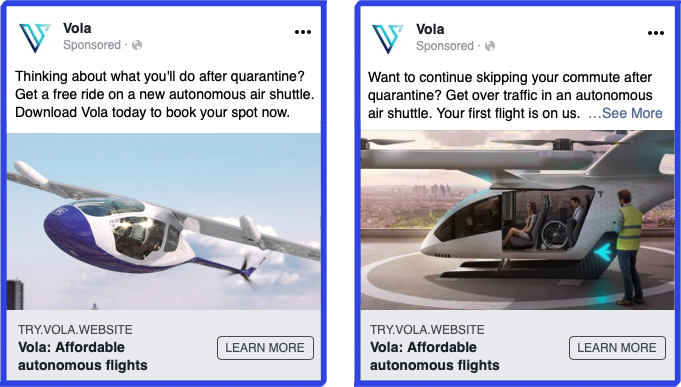 Vola
Sponsored ·
Thinking about what you'll do after quarantine?
Get a free ride on a new autonomous air shuttle.
Download Vola today to book your spot now.
TRY.VOLA.WEBSITE
Vola: Affordable
autonomous flights
LEARN MORE
Vola
Sponsored ·
Want to continue skipping your commute after
quarantine? Get over traffic in an autonomous
air shuttle. Your first flight is on us. ...See More
TRY.VOLA.WEBSITE
Vola: Affordable
autonomous flights
LEARN MORE